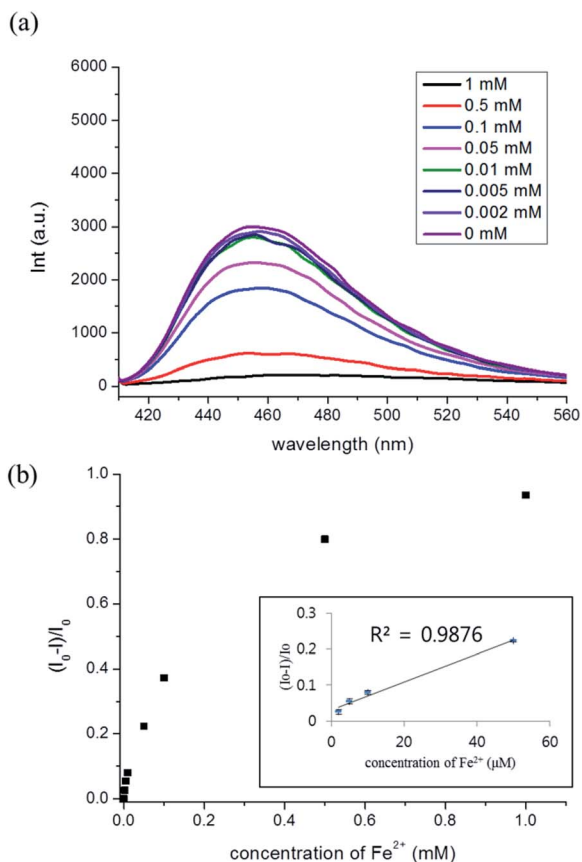 (a)
6000
5000
4000
3000
2000
1000
0
Int (a.u.)
1 mM
0.5 mM
0.1 mM
0.05 mM
0.01 mM
0.005 mM
0.002 mM
0 mM
420 440 460 480 500 520 540 560
wavelength (nm)
(b)
1.0
0.8
0.6
0.4
0.2
0.0
(I₀-I)/I₀
0.3
0.2
0.1
0
(Io-I)/Io
R² = 0.9876
0 20 40 60
concentration of Fe²⁺ (µM)
0.0 0.2 0.4 0.6 0.8 1.0
concentration of Fe²⁺ (mM)